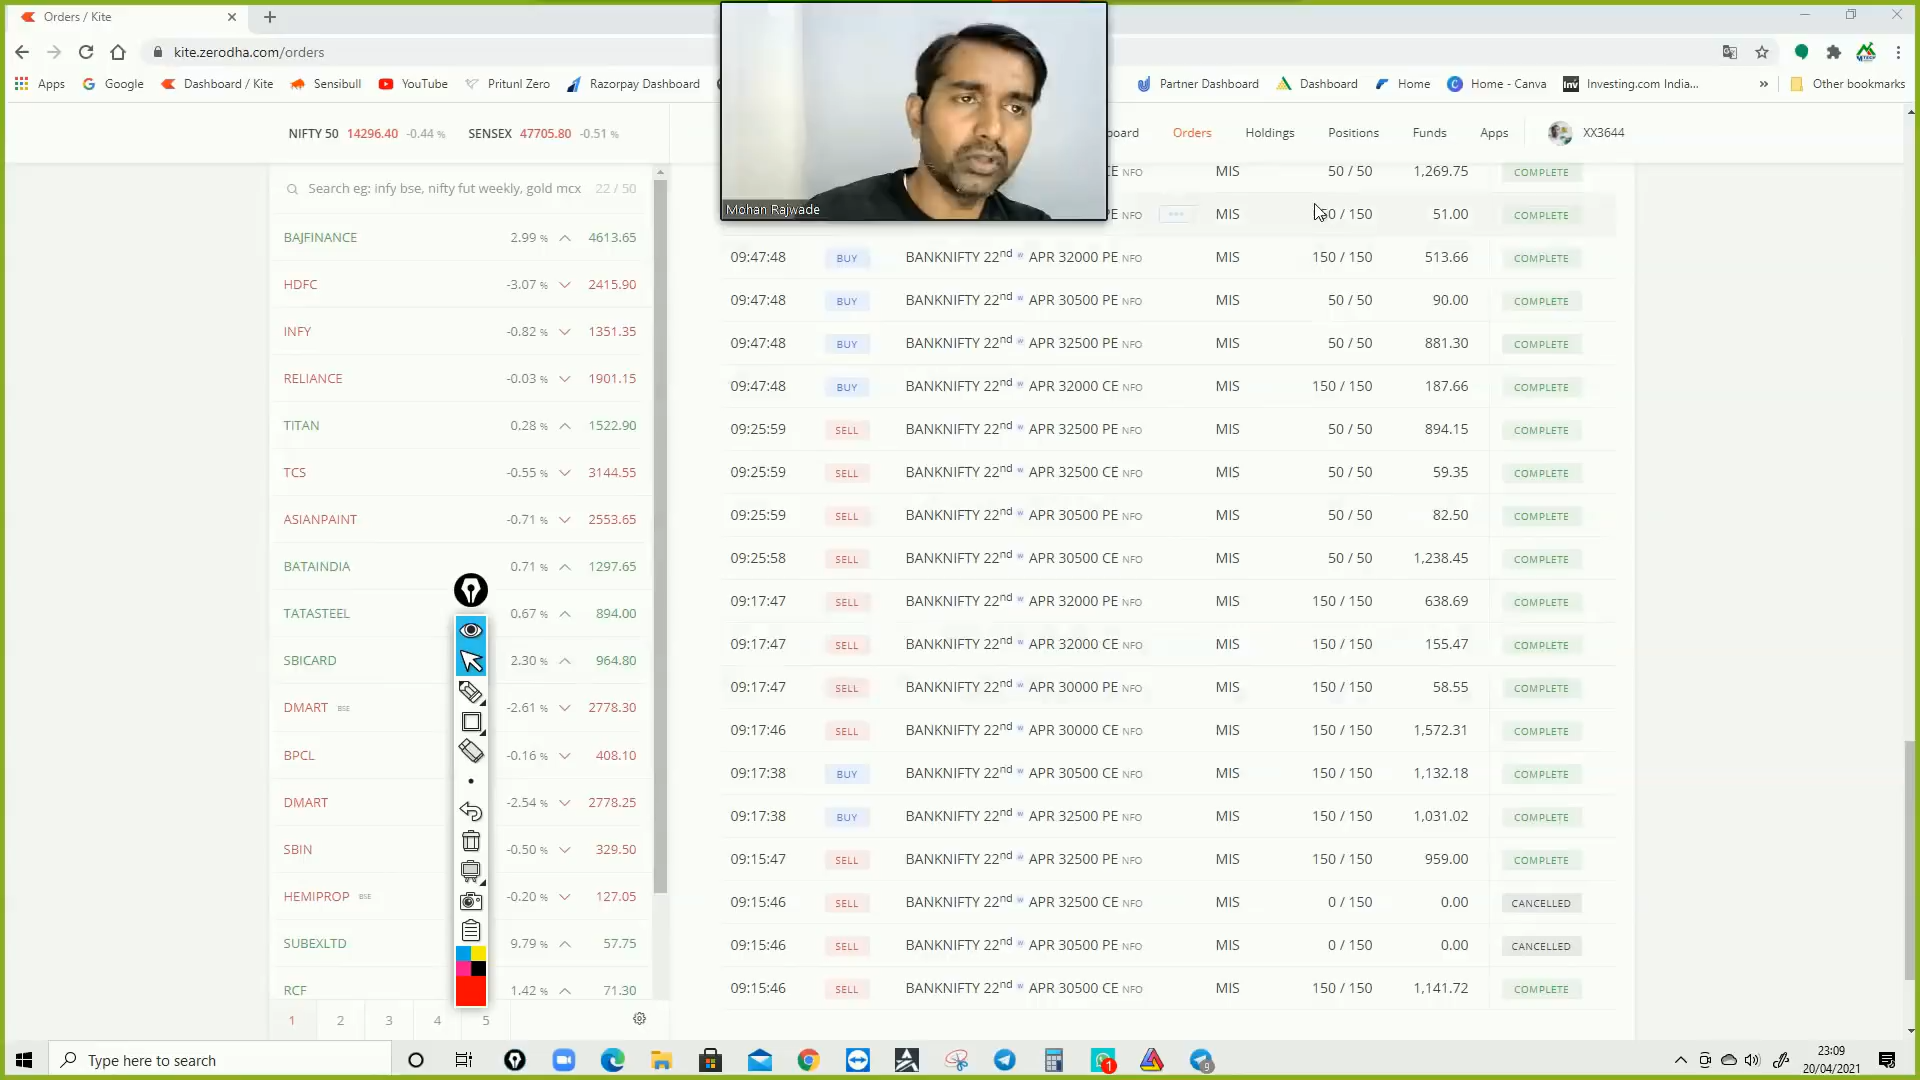 Orders / Kite
kite.zerodha.com/orders
Apps
Google
Dashboard / Kite
Sensibull
YouTube
Pritunl Zero
Razorpay Dashboard
Partner Dashboard
Dashboard
Home
Home - Canva
Investing.com India...
»
Other bookmarks
NIFTY 50 14296.40 -0.44 % SENSEX 47705.80 -0.51 %
Orders Holdings Positions Funds Apps XX3644
Search eg: infy bse, nifty fut weekly, gold mcx 22 / 50
BAJFINANCE 2.99 % 4613.65
HDFC -3.07 % 2415.90
INFY -0.82 % 1351.35
RELIANCE -0.03 % 1901.15
TITAN 0.28 % 1522.90
TCS -0.55 % 3144.55
ASIANPAINT -0.71 % 2553.65
BATAINDIA 0.71 % 1297.65
TATASTEEL 0.67 % 894.00
SBICARD 2.30 % 964.80
DMART BSE -2.61 % 2778.30
BPCL -0.16 % 408.10
DMART -2.54 % 2778.25
SBIN -0.50 % 329.50
HEMIPROP BSE -0.20 % 127.05
SUBEXLTD 9.79 % 57.75
RCF 1.42 % 71.30
1 2 3 4 5
Mohan Rajwade
NFO MIS 50 / 50 1,269.75 COMPLETE
NFO MIS / 150 51.00 COMPLETE
09:47:48 BUY BANKNIFTY 22nd w APR 32000 PE NFO MIS 150 / 150 513.66 COMPLETE
09:47:48 BUY BANKNIFTY 22nd w APR 30500 PE NFO MIS 50 / 50 90.00 COMPLETE
09:47:48 BUY BANKNIFTY 22nd w APR 32500 PE NFO MIS 50 / 50 881.30 COMPLETE
09:47:48 BUY BANKNIFTY 22nd w APR 32000 CE NFO MIS 150 / 150 187.66 COMPLETE
09:25:59 SELL BANKNIFTY 22nd w APR 32500 PE NFO MIS 50 / 50 894.15 COMPLETE
09:25:59 SELL BANKNIFTY 22nd w APR 32500 CE NFO MIS 50 / 50 59.35 COMPLETE
09:25:59 SELL BANKNIFTY 22nd w APR 30500 PE NFO MIS 50 / 50 82.50 COMPLETE
09:25:58 SELL BANKNIFTY 22nd w APR 30500 CE NFO MIS 50 / 50 1,238.45 COMPLETE
09:17:47 SELL BANKNIFTY 22nd w APR 32000 PE NFO MIS 150 / 150 638.69 COMPLETE
09:17:47 SELL BANKNIFTY 22nd w APR 32000 CE NFO MIS 150 / 150 155.47 COMPLETE
09:17:47 SELL BANKNIFTY 22nd w APR 30000 PE NFO MIS 150 / 150 58.55 COMPLETE
09:17:46 SELL BANKNIFTY 22nd w APR 30000 CE NFO MIS 150 / 150 1,572.31 COMPLETE
09:17:38 BUY BANKNIFTY 22nd w APR 30500 CE NFO MIS 150 / 150 1,132.18 COMPLETE
09:17:38 BUY BANKNIFTY 22nd w APR 32500 PE NFO MIS 150 / 150 1,031.02 COMPLETE
09:15:47 SELL BANKNIFTY 22nd w APR 32500 PE NFO MIS 150 / 150 959.00 COMPLETE
09:15:46 SELL BANKNIFTY 22nd w APR 32500 CE NFO MIS 0 / 150 0.00 CANCELLED
09:15:46 SELL BANKNIFTY 22nd w APR 30500 PE NFO MIS 0 / 150 0.00 CANCELLED
09:15:46 SELL BANKNIFTY 22nd w APR 30500 CE NFO MIS 150 / 150 1,141.72 COMPLETE
Type here to search
23:09
20/04/2021